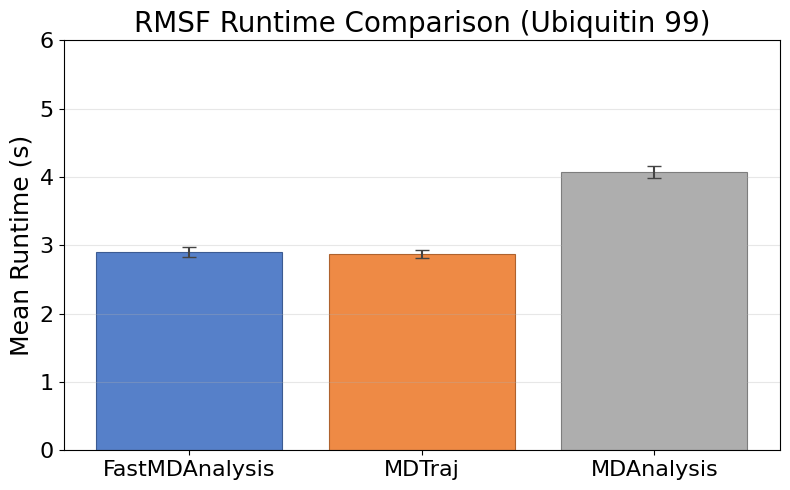 RMSF Runtime Comparison (Ubiquitin 99)
Mean Runtime (s)
6
5
4
3
2
1
0
FastMDAnalysis MDTraj MDAnalysis